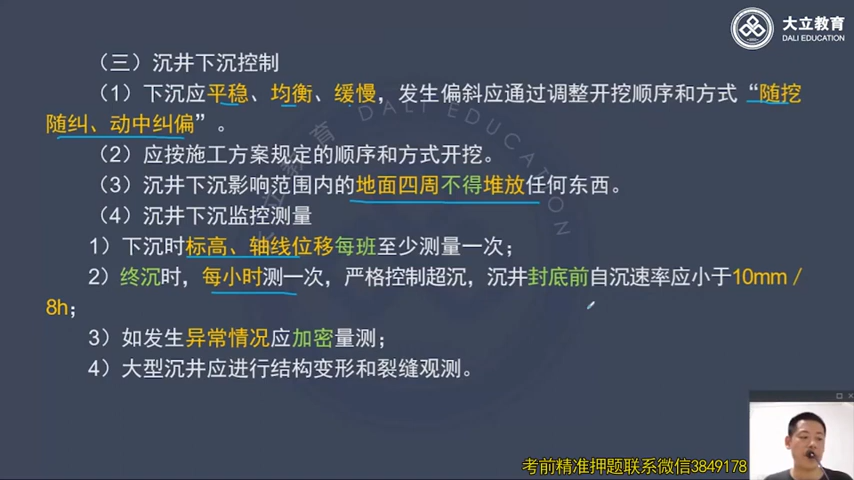 大立教育
DALI EDUCATION
（三）沉井下沉控制
（1）下沉应平稳、均衡、缓慢，发生偏斜应通过调整开挖顺序和方式“随挖
随纠、动中纠偏”。
（2）应按施工方案规定的顺序和方式开挖。
（3）沉井下沉影响范围内的地面四周不得堆放任何东西。
（4）沉井下沉监控测量
1）下沉时标高、轴线位移每班至少测量一次；
2）终沉时，每小时测一次，严格控制超沉，沉井封底前自沉速率应小于10mm／
8h；
3）如发生异常情况应加密量测；
4）大型沉井应进行结构变形和裂缝观测。
立教育 DALI EDUCATION
考前精准押题联系微信3849178